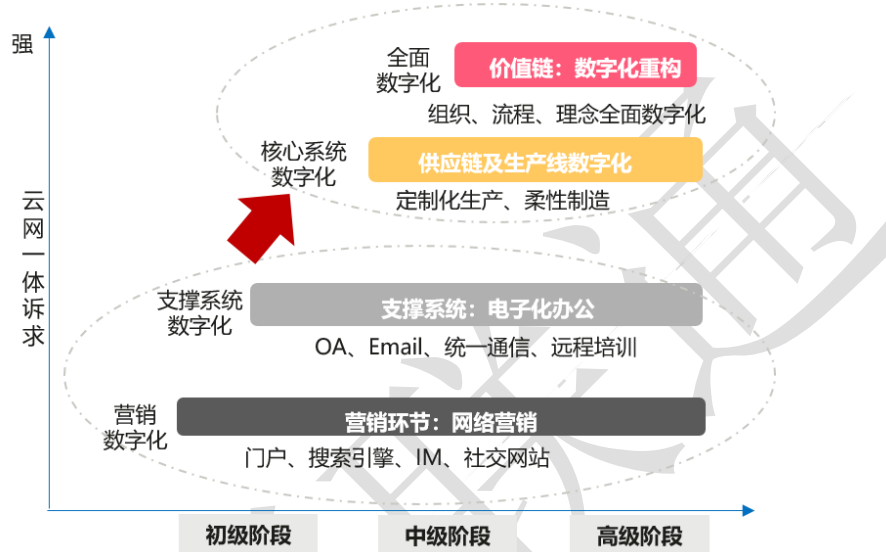 强
云网一体诉求
全面
数字化
价值链：数字化重构
组织、流程、理念全面数字化
核心系统
数字化
供应链及生产线数字化
定制化生产、柔性制造
支撑系统
数字化
支撑系统：电子化办公
OA、Email、统一通信、远程培训
营销
数字化
营销环节：网络营销
门户、搜索引擎、IM、社交网站
初级阶段
中级阶段
高级阶段
联通